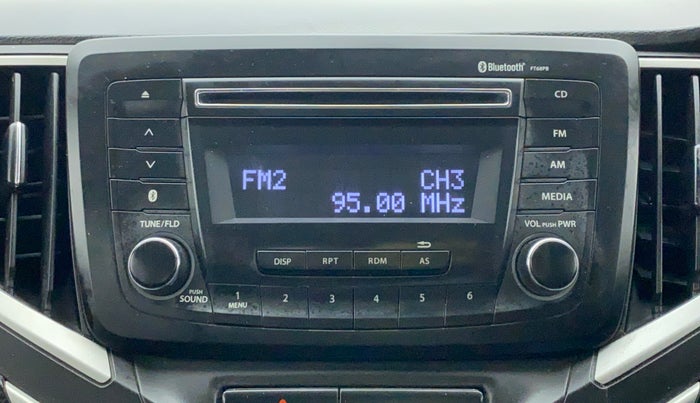 Bluetooth PT68PB
CD
FM
AM
MEDIA
FM2 CH3
95.00 MHz
TUNE/FLD
VOL PUSH PWR
DISP RPT RDM AS
PUSH SOUND
1 2 3 4 5 6
MENU